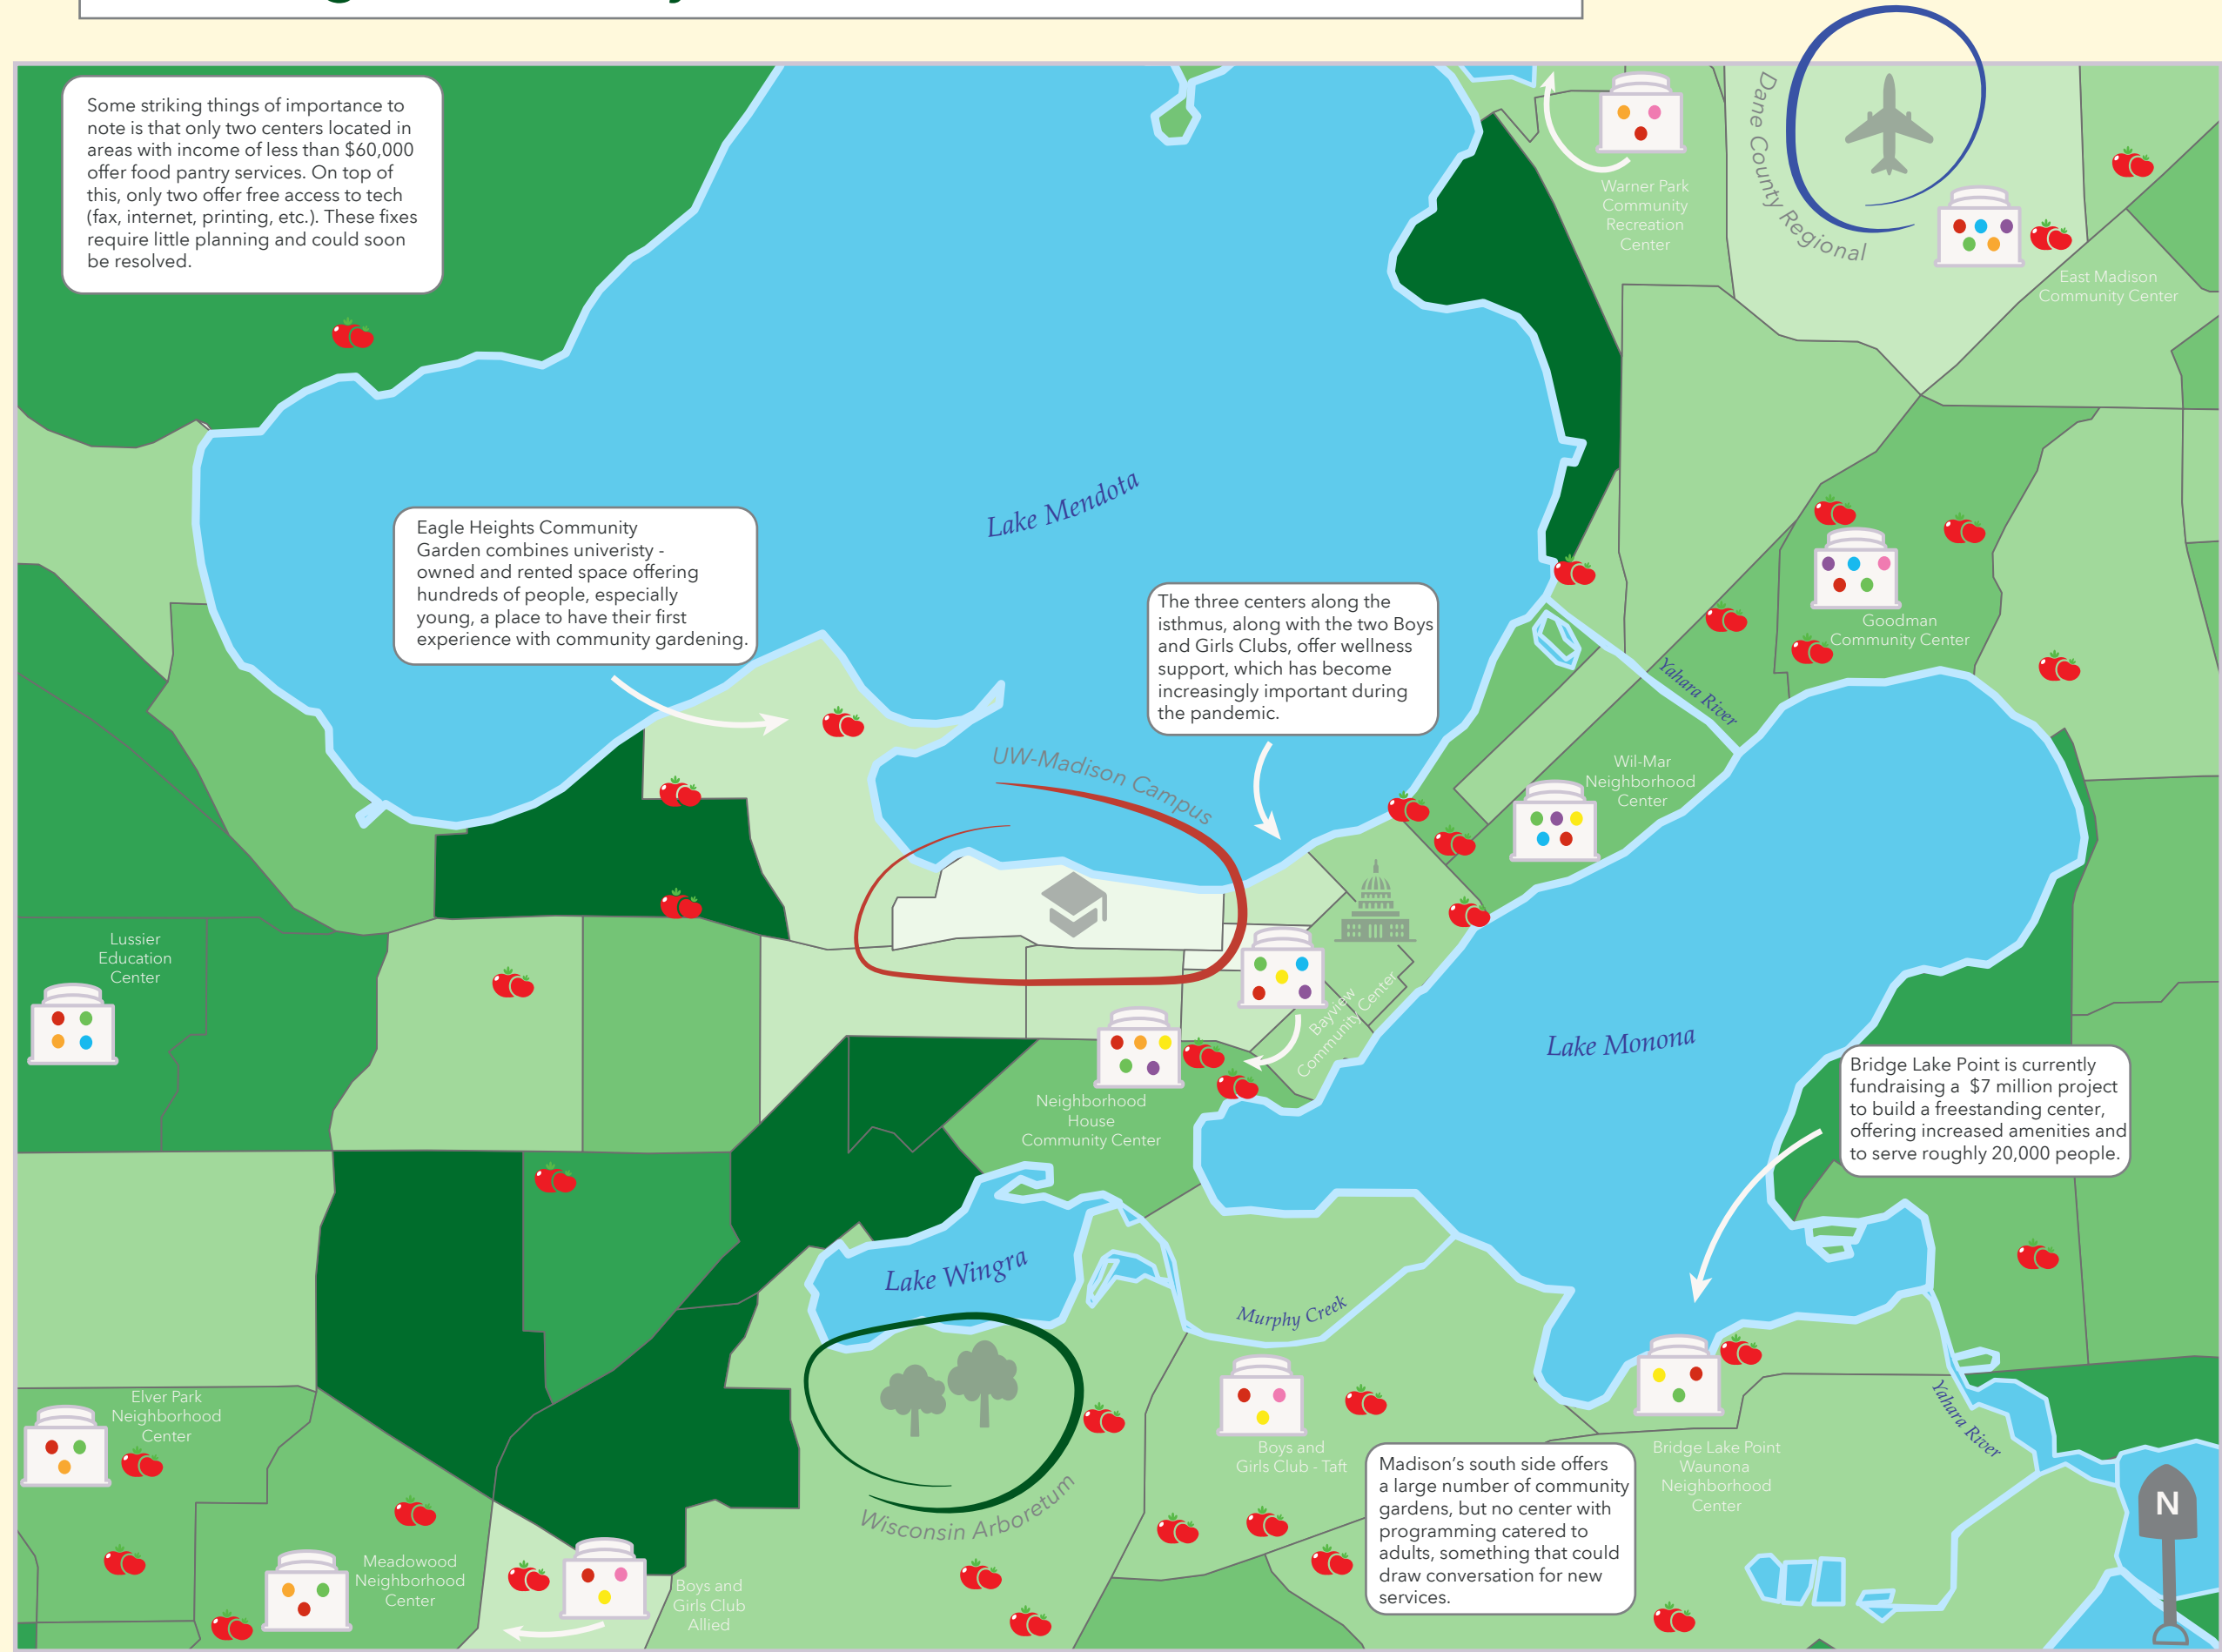 Some striking things of importance to
note is that only two centers located in
areas with income of less than $60,000
offer food pantry services. On top of
this, only two offer free access to tech
(fax, internet, printing, etc.). These fixes
require little planning and could soon
be resolved.
Warner Park
Community
Recreation
Center
Dane County Regional
East Madison
Community Center
Lake Mendota
Eagle Heights Community
Garden combines univeristy -
owned and rented space offering
hundreds of people, especially
young, a place to have their first
experience with community gardening.
The three centers along the
isthmus, along with the two Boys
and Girls Clubs, offer wellness
support, which has become
increasingly important during
the pandemic.
Goodman
Community Center
Yahara River
UW-Madison Campus
Wil-Mar
Neighborhood
Center
Lussier
Education
Center
Bayview
Community Center
Lake Monona
Neighborhood
House
Community Center
Bridge Lake Point is currently
fundraising a  $7 million project
to build a freestanding center,
offering increased amenities and
to serve roughly 20,000 people.
Lake Wingra
Murphy Creek
Elver Park
Neighborhood
Center
Wisconsin Arboretum
Boys and
Girls Club - Taft
Bridge Lake Point
Waunona
Neighborhood
Center
Yahara River
Madison's south side offers
a large number of community
gardens, but no center with
programming catered to
adults, something that could
draw conversation for new
services.
N
Meadowood
Neighborhood
Center
Boys and
Girls Club
Allied